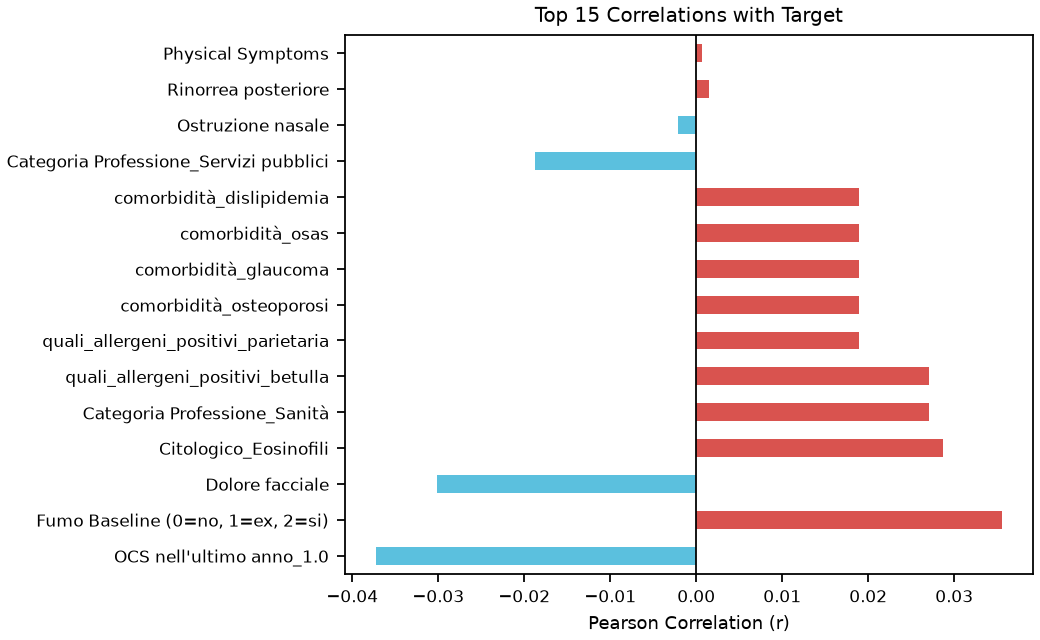 Top 15 Correlations with Target
Physical Symptoms
Rinorrea posteriore
Ostruzione nasale
Categoria Professione_Servizi pubblici
comorbidità_dislipidemia
comorbidità_osas
comorbidità_glaucoma
comorbidità_osteoporosi
quali_allergeni_positivi_parietaria
quali_allergeni_positivi_betulla
Categoria Professione_Sanità
Citologico_Eosinofili
Dolore facciale
Fumo Baseline (0=no, 1=ex, 2=si)
OCS nell'ultimo anno_1.0
−0.04 −0.03 −0.02 −0.01 0.00 0.01 0.02 0.03
Pearson Correlation (r)